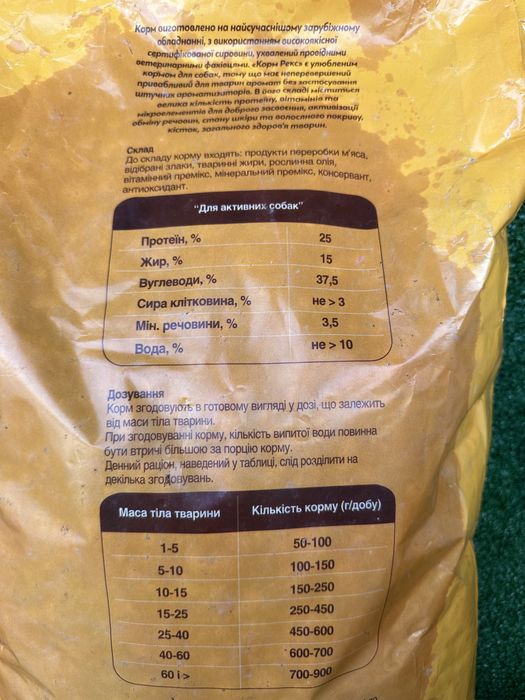 Корм виготовлено на найсучаснішому зарубіжному
обладнанні, з використанням високоякісної
сертифікованої сировини, ухвалений провідними
ветеринарними фахівцями. «Корм Рекс» є улюбленим
кормом для собак, тому що має неперевершений
привабливий для тварин аромат без застосування
штучних ароматизаторів. В його складі міститься
велика кількість протеїну, вітамінів та
мікроелементів для доброго засвоєння, активізації
обміну речовин, стану шкіри та волосяного покриву,
кісток, загального здоров'я тварин.
Склад
До складу корму входять: продукти переробки м'яса,
відібрані злаки, тваринні жири, рослинна олія,
вітамінний премікс, мінеральний премікс, консервант,
антиоксидант.
"Для активних собак"
Протеїн, % 25
Жир, % 15
Вуглеводи, % 37,5
Сира клітковина, % не > 3
Мін. речовини, % 3,5
Вода, % не > 10
Дозування
Корм згодовують в готовому вигляді у дозі, що залежить
від маси тіла тварини.
При згодовуванні корму, кількість випитої води повинна
бути втричі більшою за порцію корму.
Денний раціон, наведений у таблиці, слід розділити на
декілька згодовувань.
Маса тіла тварини Кількість корму (г/добу)
1-5 50-100
5-10 100-150
10-15 150-250
15-25 250-450
25-40 450-600
40-60 600-700
60 і > 700-900